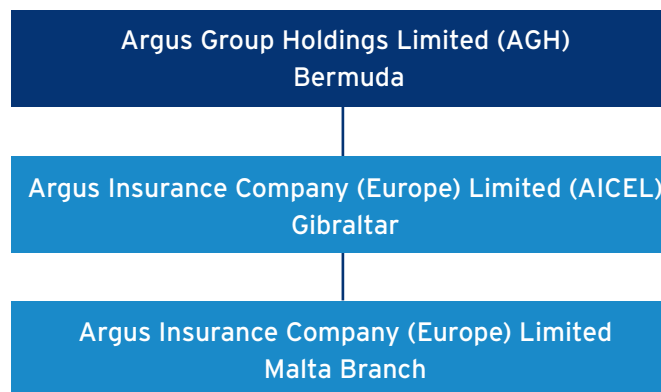 Argus Group Holdings Limited (AGH)
Bermuda
Argus Insurance Company (Europe) Limited (AICEL)
Gibraltar
Argus Insurance Company (Europe) Limited
Malta Branch